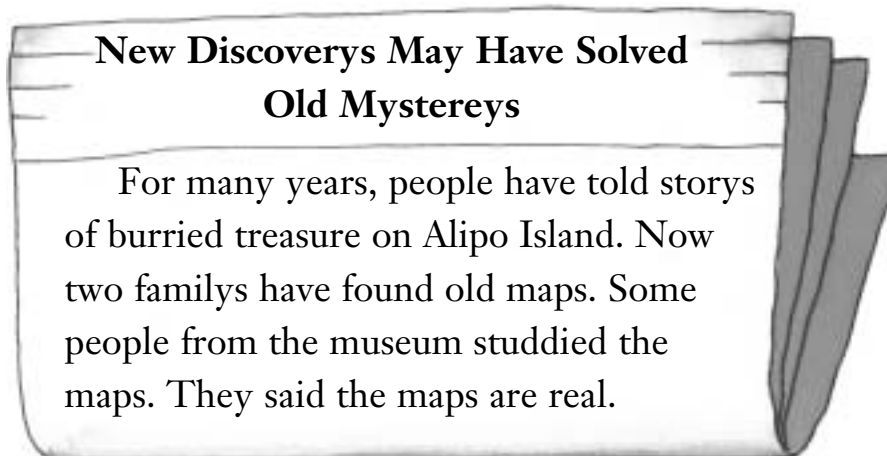 New Discoverys May Have Solved
Old Mystereys
For many years, people have told storys
of burried treasure on Alipo Island. Now
two familys have found old maps. Some
people from the museum studdied the
maps. They said the maps are real.